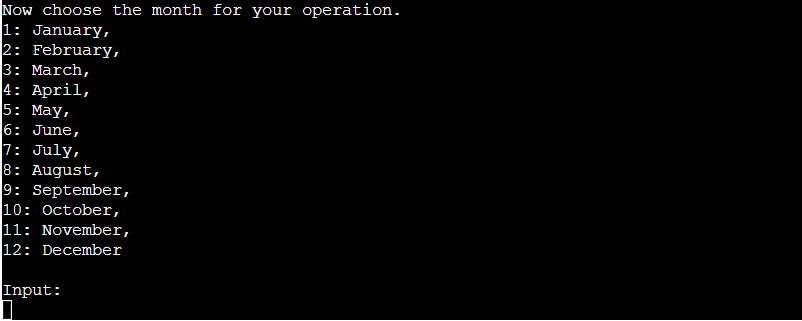 Now choose the month for your operation.
1: January,
2: February,
3: March,
4: April,
5: May,
6: June,
7: July,
8: August,
9: September,
10: October,
11: November,
12: December
Input: